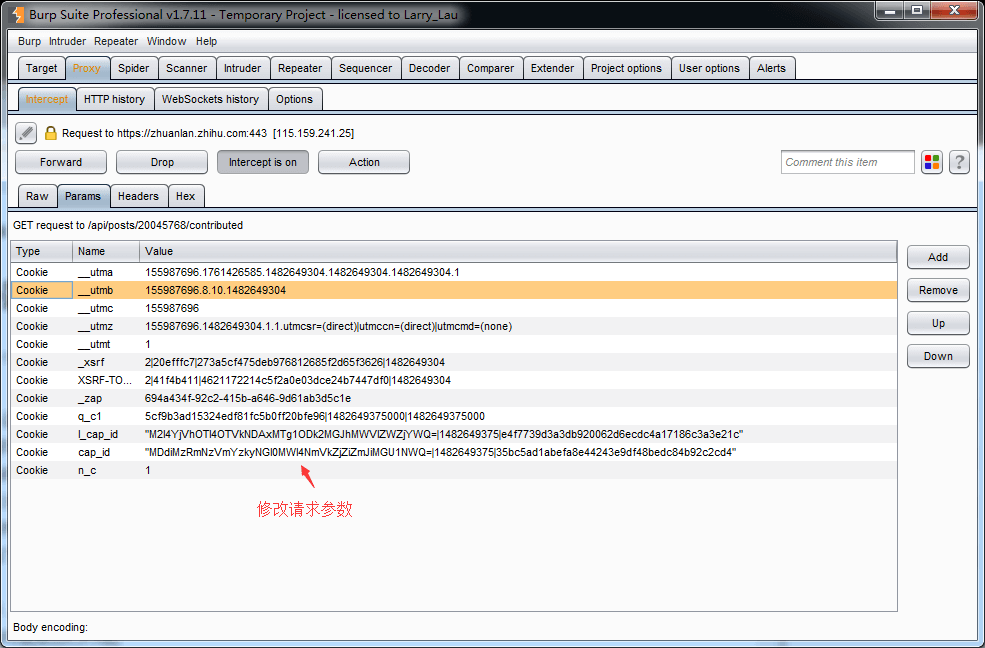 Burp Suite Professional v1.7.11 - Temporary Project - licensed to Larry_Lau
Burp Intruder Repeater Window Help
Target Proxy Spider Scanner Intruder Repeater Sequencer Decoder Comparer Extender Project options User options Alerts
Intercept HTTP history WebSockets history Options
Request to https://zhuanlan.zhihu.com:443 [115.159.241.25]
Forward Drop Intercept is on Action Comment this item ?
Raw Params Headers Hex
GET request to /api/posts/20045768/contributed
Type Name Value
Add
Cookie __utma 155987696.1761426585.1482649304.1482649304.1482649304.1
Cookie __utmb 155987696.8.10.1482649304
Remove
Cookie __utmc 155987696
Cookie __utmz 155987696.1482649304.1.1.utmcsr=(direct)|utmccn=(direct)|utmcmd=(none)
Up
Cookie __utmt 1
Down
Cookie _xsrf 2|20efffc7|273a5cf475deb976812685f2d65f3626|1482649304
Cookie XSRF-TO... 2|41f4b411|4621172214c5f2a0e03dce24b7447df0|1482649304
Cookie _zap 694a434f-92c2-415b-a646-9d61ab3d5c1e
Cookie q_c1 5cf9b3ad15324edf81fc5b0ff20bfe96|1482649375000|1482649375000
Cookie l_cap_id "M2I4YjVhOTI4OTVkNDAxMTg1ODk2MGJhMWVlZWZjYWQ=|1482649375|e4f7739d3a3db920062d6ecdc4a17186c3a3e21c"
Cookie cap_id "MDdiMzRmNzVmYzkyNGI0MWI4NmVkZjZiZmJiMGU1NWQ=|1482649375|35bc5ad1abefa8e44243e9df48bedc84b92c2cd4"
Cookie n_c 1
修改请求参数
Body encoding: